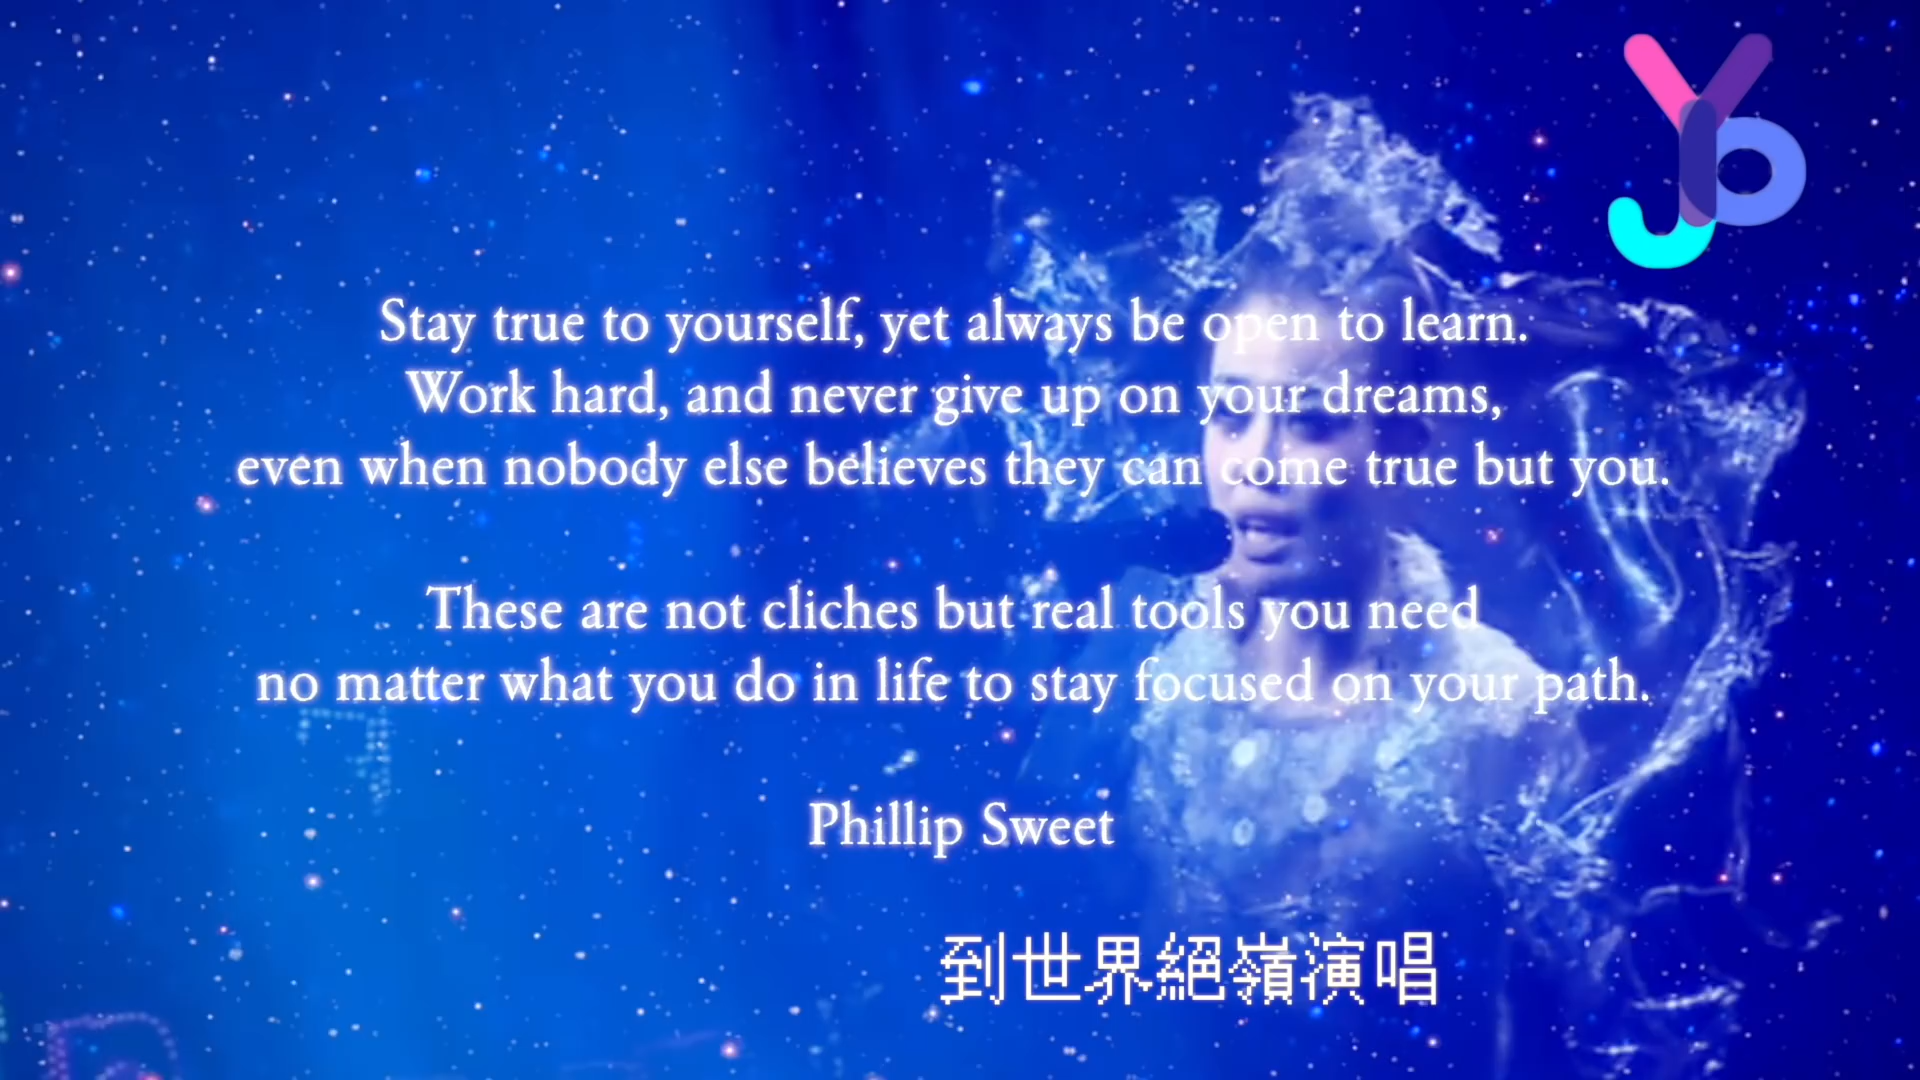 Stay true to yourself, yet always be open to learn.
Work hard, and never give up on your dreams,
even when nobody else believes they can come true but you.
These are not cliches but real tools you need
no matter what you do in life to stay focused on your path.
Phillip Sweet
到世界絕嶺演唱